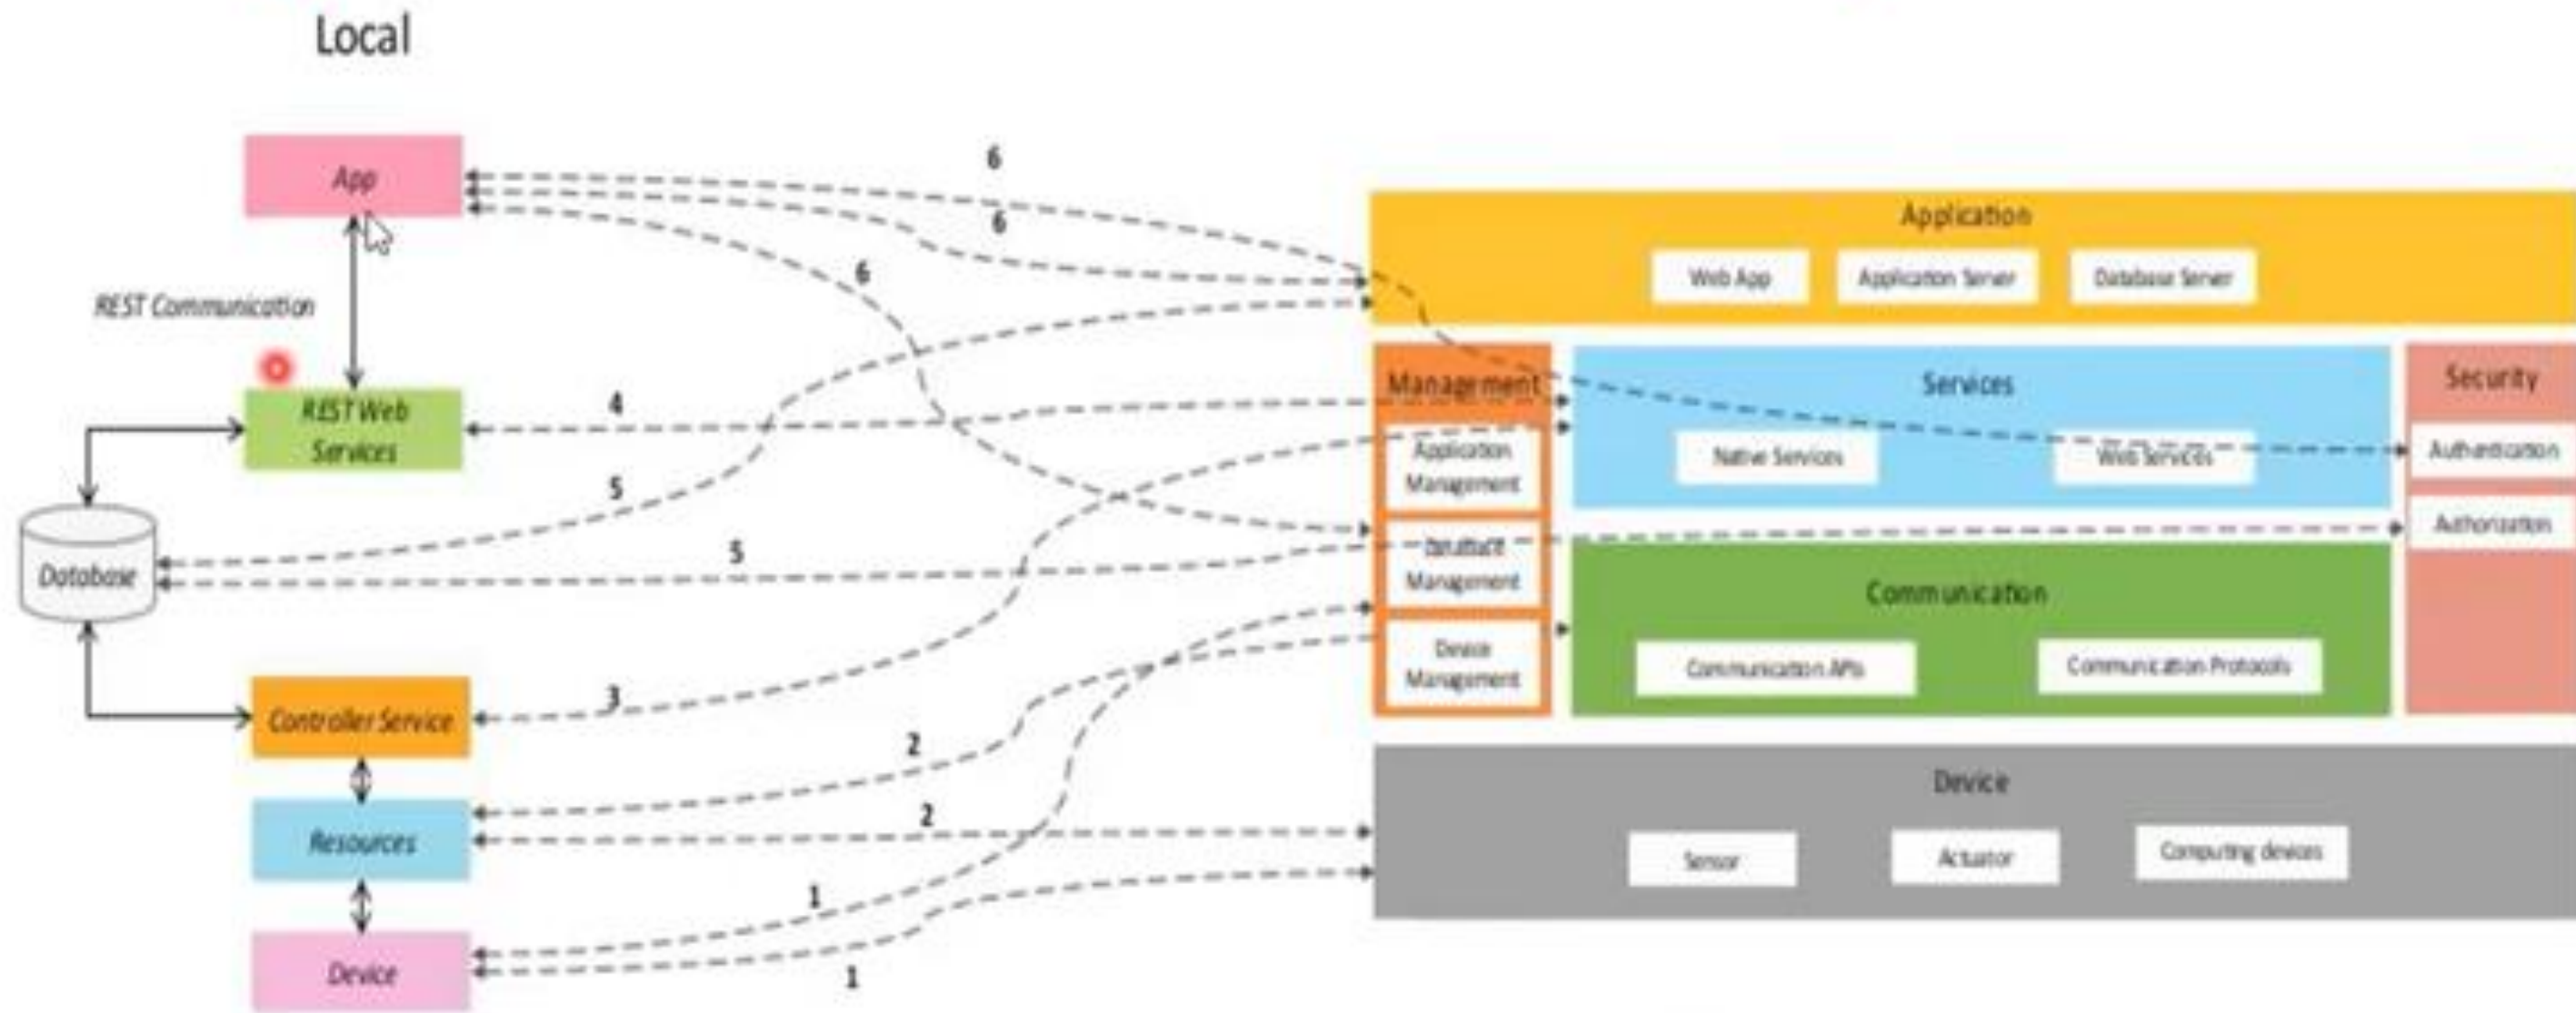 Local
App
REST Communication
REST Web
Services
Database
Controller Service
Resources
Device
6
6
6
4
5
5
3
2
2
1
1
Application
Web App
Application Server
Database Server
Management
Application
Management
Management
Device
Management
Services
Native Services
Web Services
Security
Authentication
Authorization
Communication
Communication APIs
Communication Protocols
Device
Sensor
Actuator
Computing devices